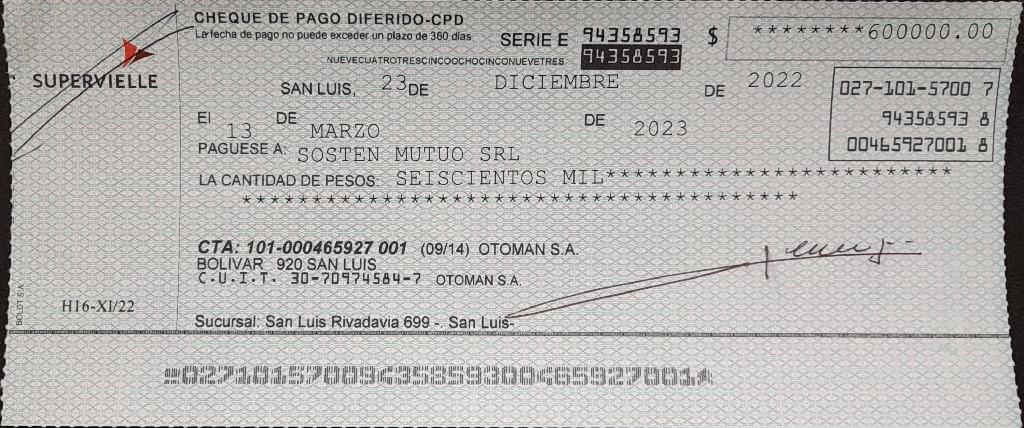 CHEQUE DE PAGO DIFERIDO-CPD
La fecha de pago no puede exceder un plazo de 360 días
SERIE E 94358593 $ ********600000.00
94358593
NUEVECUATROTRESCINCOOCHOCINCONUEVETRES
SUPERVIELLE
SAN LUIS, 23 DE DICIEMBRE DE 2022
027-101-5700 7
94358593 8
00465927001 8
El 13 DE MARZO DE 2023
PAGUESE A: SOSTEN MUTUO SRL
LA CANTIDAD DE PESOS: SEISCIENTOS MIL*************************
****************************************
CTA: 101-000465927 001 (09/14) OTOMAN S.A.
BOLIVAR 920 SAN LUIS
C.U.I.T. 30-70974584-7 OTOMAN S.A.
H16-XI/22
BOLDT S.A
Sucursal: San Luis Rivadavia 699 -. San Luis-
02710157009435859300465927001